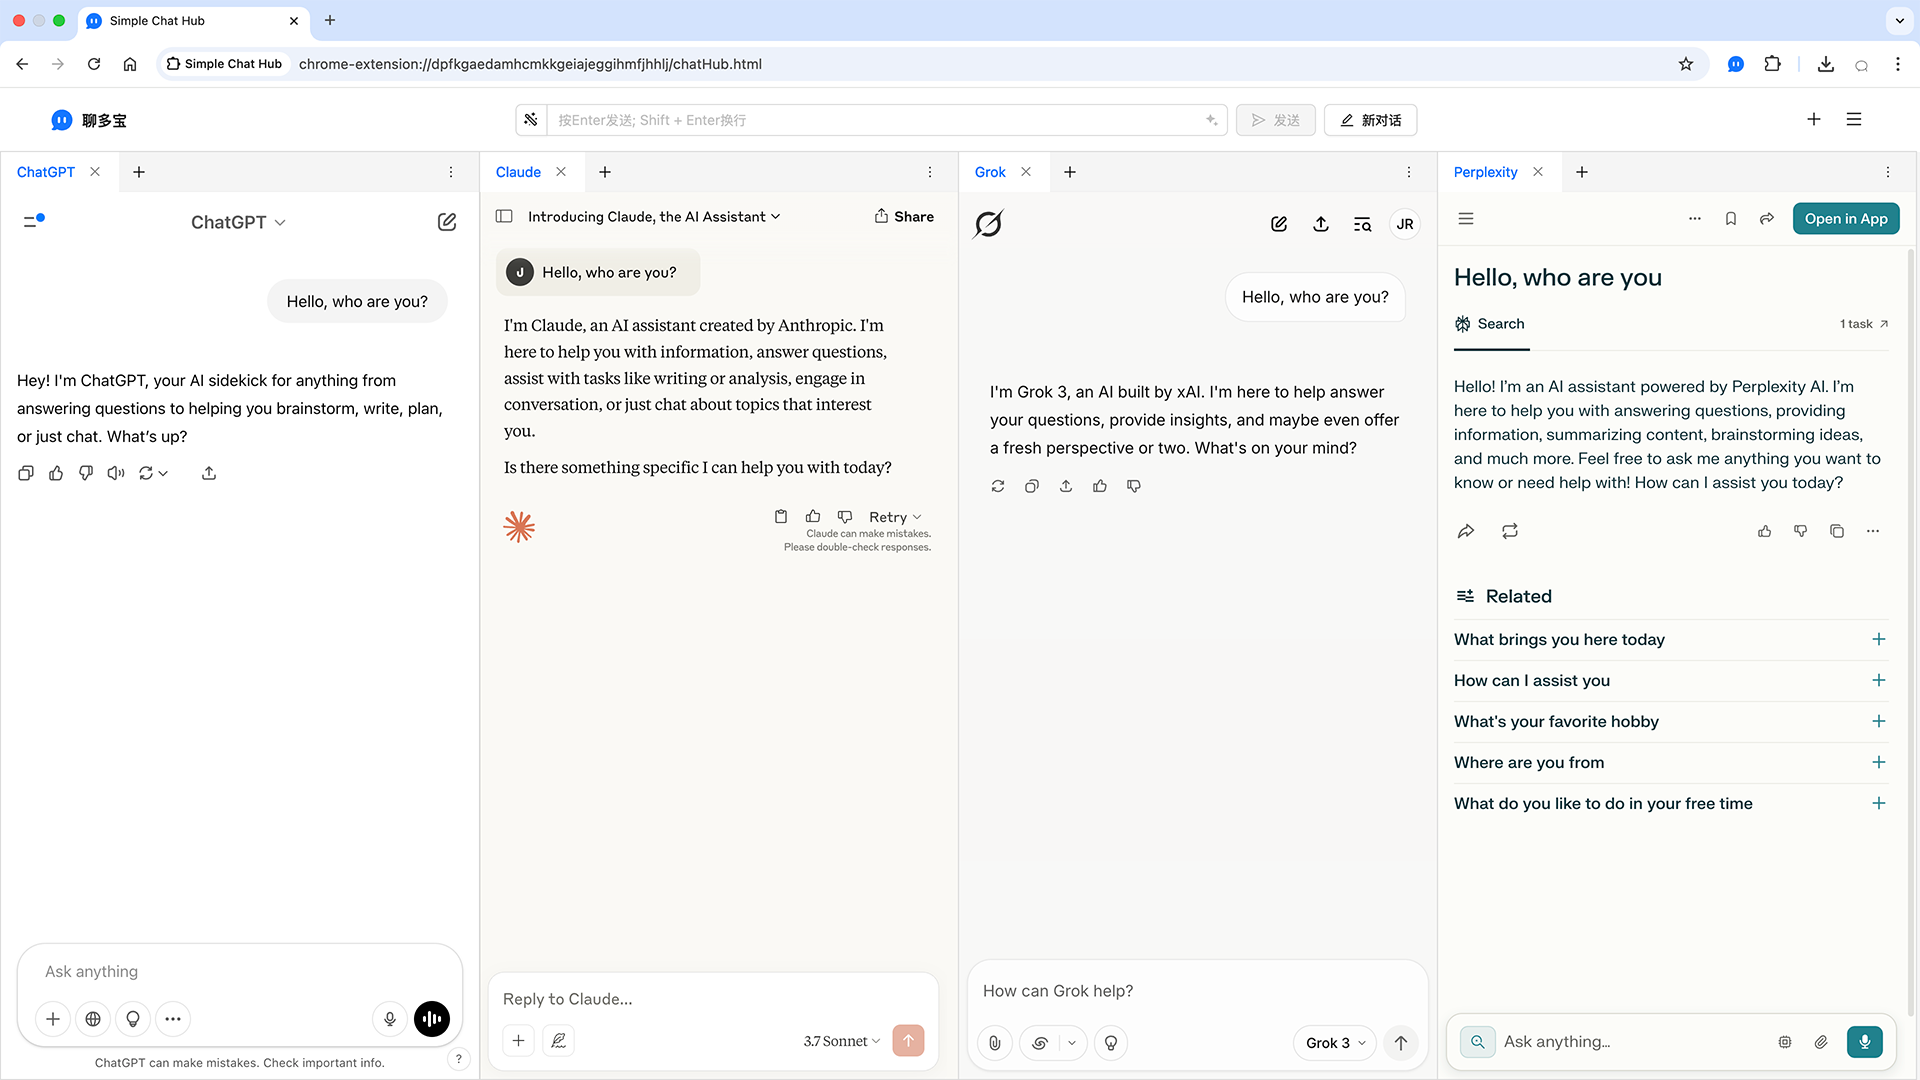 Simple Chat Hub
Simple Chat Hub
chrome-extension://dpfkgaedamhcmkkgeiajeggihmfjhhlj/chatHub.html
聊多宝
按Enter发送; Shift + Enter换行
发送
新对话
ChatGPT
ChatGPT
Hello, who are you?
Hey! I'm ChatGPT, your AI sidekick for anything from
answering questions to helping you brainstorm, write, plan,
or just chat. What's up?
Ask anything
ChatGPT can make mistakes. Check important info.
?
Claude
Introducing Claude, the AI Assistant
Share
J
Hello, who are you?
I'm Claude, an AI assistant created by Anthropic. I'm
here to help you with information, answer questions,
assist with tasks like writing or analysis, engage in
conversation, or just chat about topics that interest
you.
Is there something specific I can help you with today?
Retry
Claude can make mistakes.
Please double-check responses.
Reply to Claude...
3.7 Sonnet
Grok
JR
Hello, who are you?
I'm Grok 3, an AI built by xAI. I'm here to help answer
your questions, provide insights, and maybe even offer
a fresh perspective or two. What's on your mind?
How can Grok help?
Grok 3
Perplexity
Open in App
Hello, who are you
Search
1 task
Hello! I'm an AI assistant powered by Perplexity AI. I'm
here to help you with answering questions, providing
information, summarizing content, brainstorming ideas,
and much more. Feel free to ask me anything you want to
know or need help with! How can I assist you today?
Related
What brings you here today
How can I assist you
What's your favorite hobby
Where are you from
What do you like to do in your free time
Ask anything...